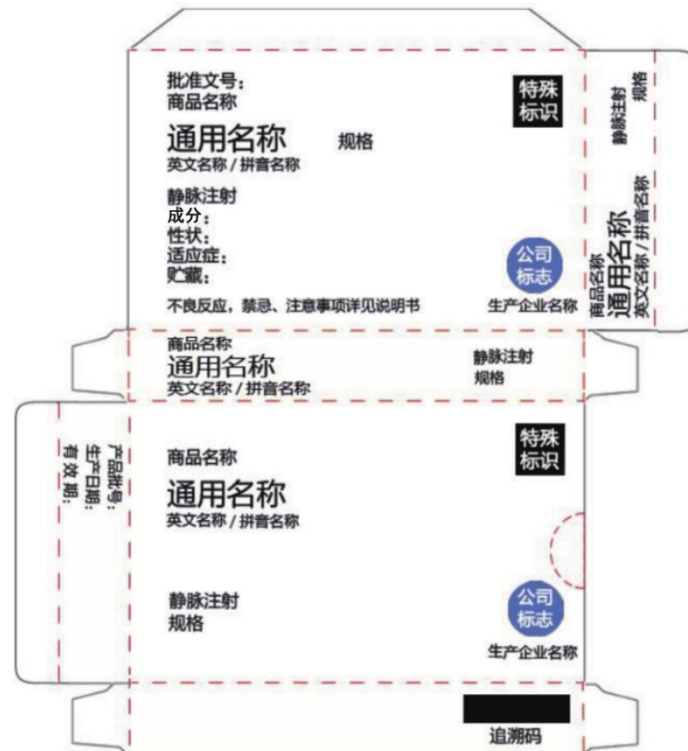 批准文号：
商品名称
通用名称
规格
英文名称 / 拼音名称
静脉注射
成分：
性状：
适应症：
贮藏：
不良反应，禁忌、注意事项详见说明书
特殊
标识
公司
标志
生产企业名称
静脉注射
规格
商品名称
通用名称
英文名称 / 拼音名称
商品名称
通用名称
英文名称 / 拼音名称
静脉注射
规格
产品批号：
生产日期：
有 效 期：
商品名称
通用名称
英文名称 / 拼音名称
静脉注射
规格
特殊
标识
公司
标志
生产企业名称
追溯码